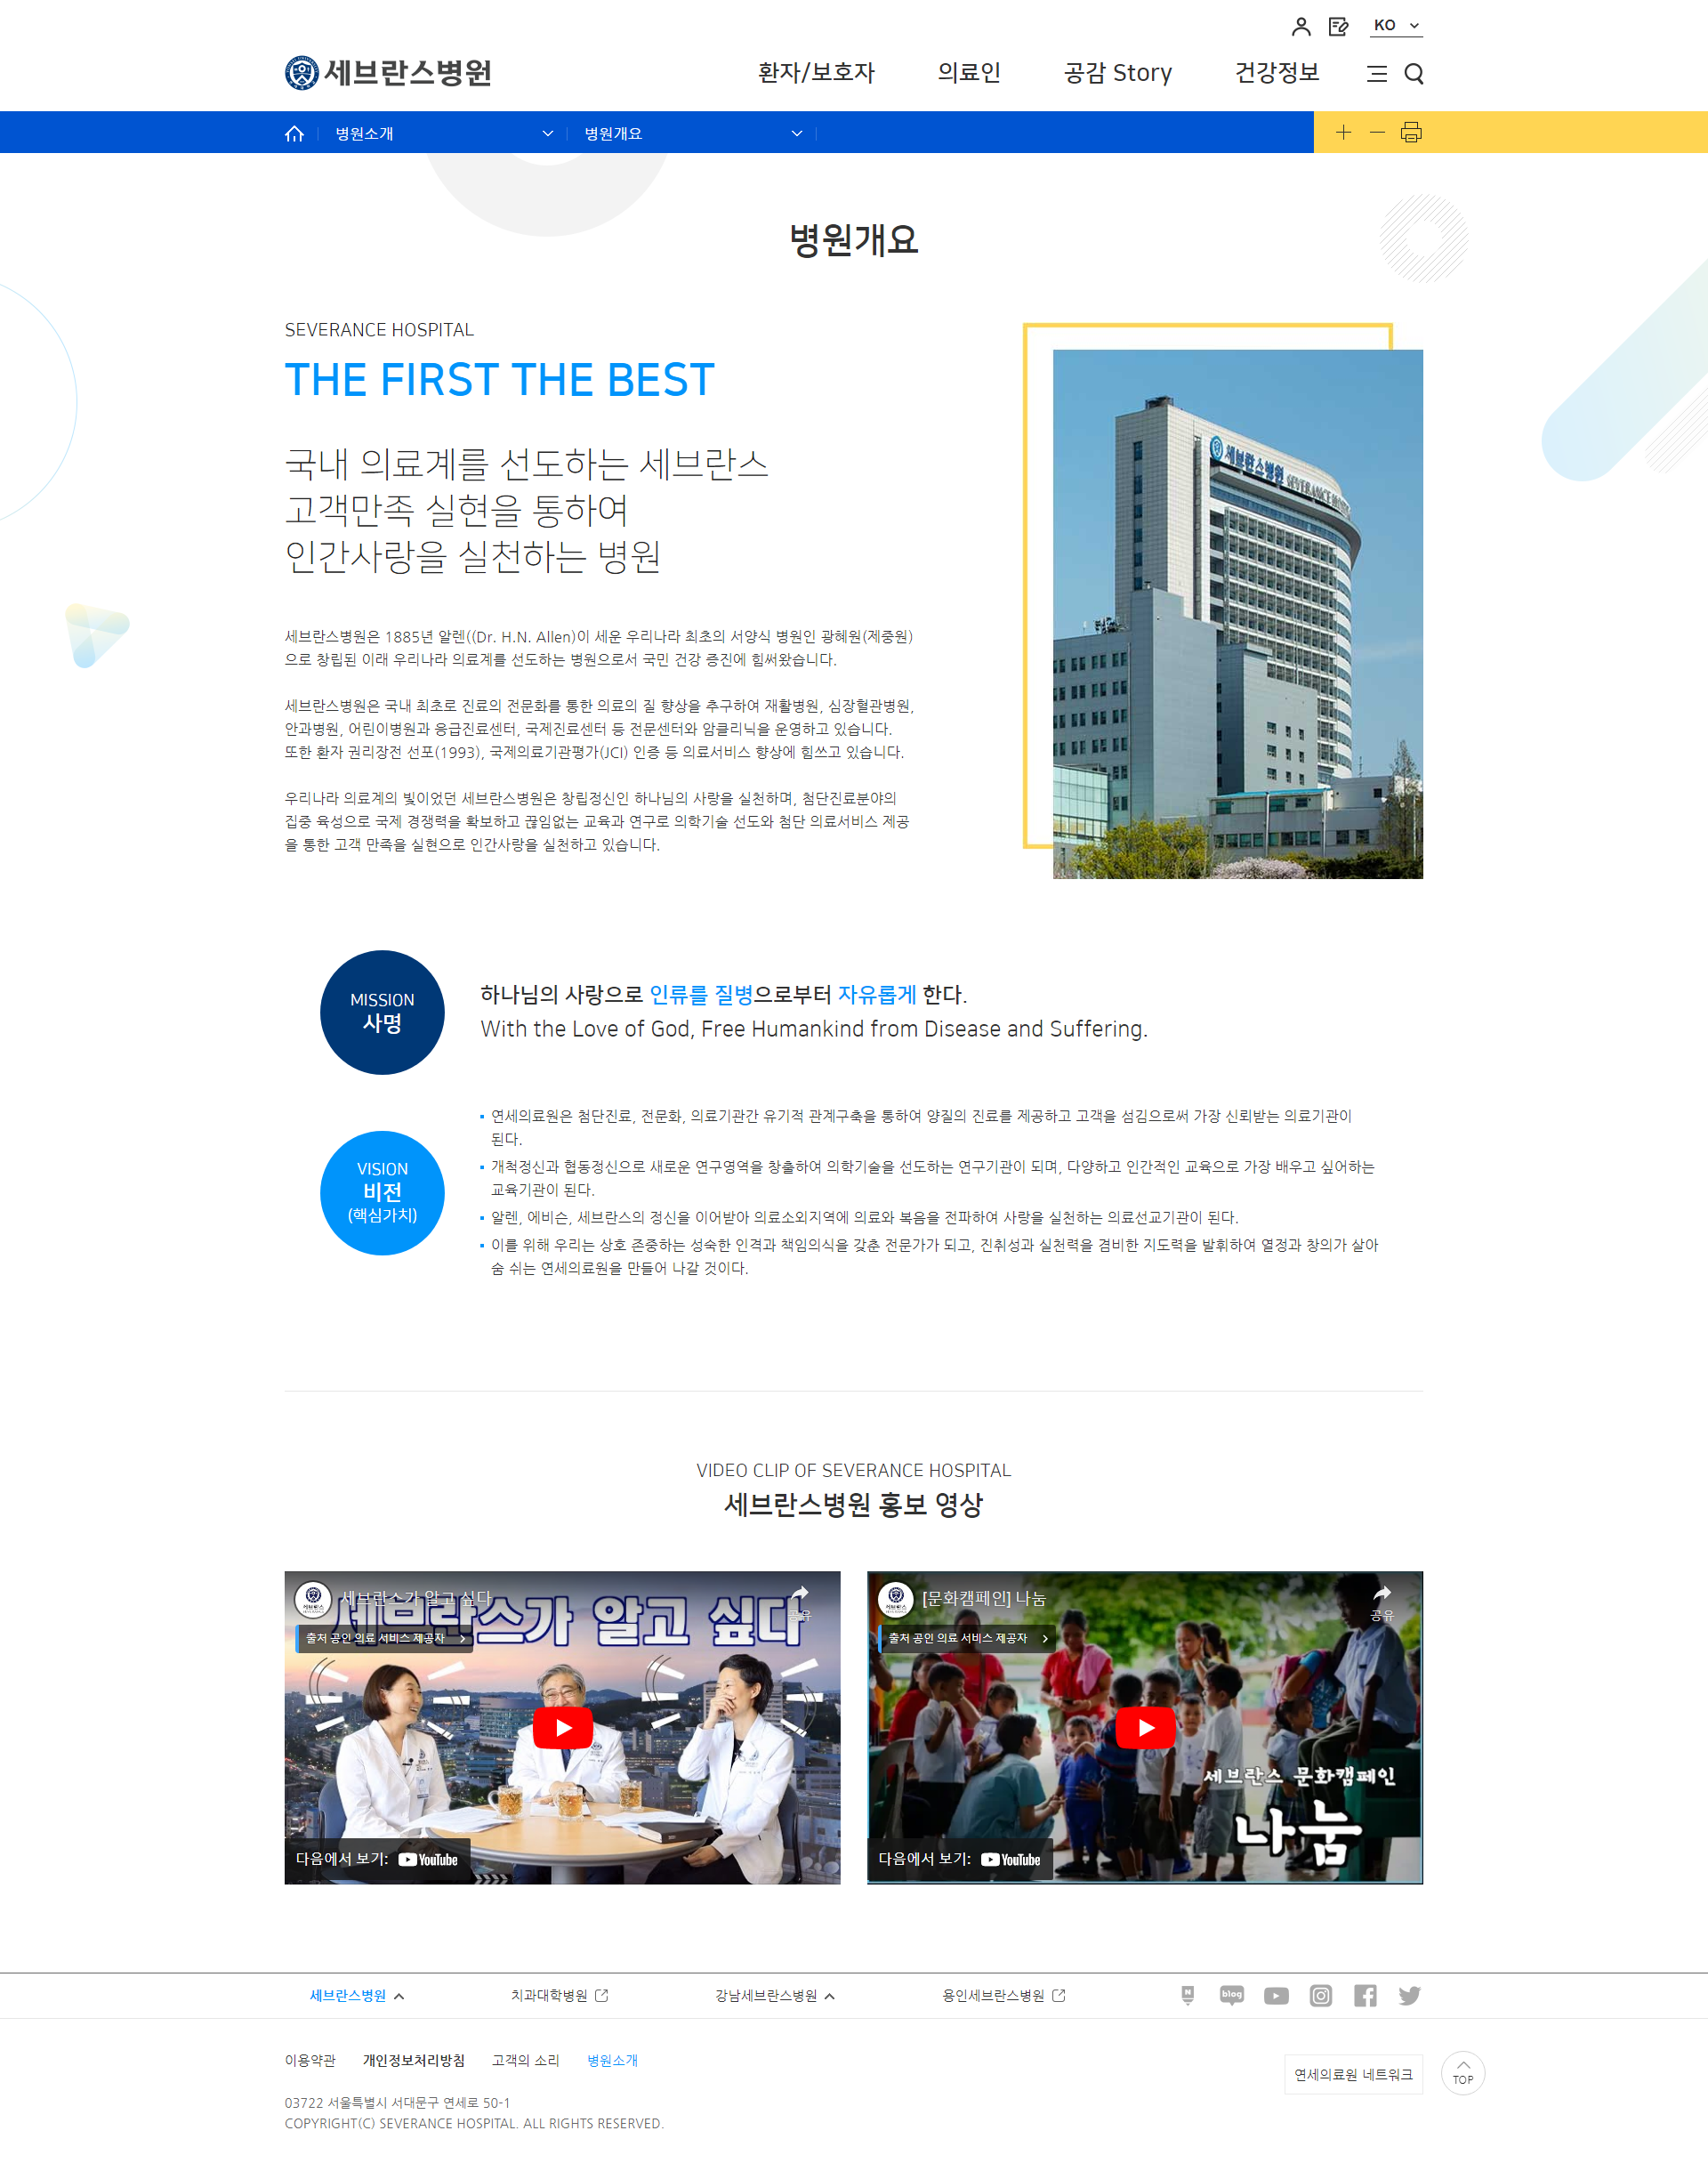 KO
세브란스병원
환자/보호자 의료인 공감 Story 건강정보
병원소개 병원개요
병원개요
SEVERANCE HOSPITAL
THE FIRST THE BEST
국내 의료계를 선도하는 세브란스
고객만족 실현을 통하여
인간사랑을 실천하는 병원
세브란스병원은 1885년 알렌((Dr. H.N. Allen)이 세운 우리나라 최초의 서양식 병원인 광혜원(제중원)
으로 창립된 이래 우리나라 의료계를 선도하는 병원으로서 국민 건강 증진에 힘써왔습니다.
세브란스병원은 국내 최초로 진료의 전문화를 통한 의료의 질 향상을 추구하여 재활병원, 심장혈관병원,
안과병원, 어린이병원과 응급진료센터, 국제진료센터 등 전문센터와 암클리닉을 운영하고 있습니다.
또한 환자 권리장전 선포(1993), 국제의료기관평가(JCI) 인증 등 의료서비스 향상에 힘쓰고 있습니다.
우리나라 의료계의 빛이었던 세브란스병원은 창립정신인 하나님의 사랑을 실천하며, 첨단진료분야의
집중 육성으로 국제 경쟁력을 확보하고 끊임없는 교육과 연구로 의학기술 선도와 첨단 의료서비스 제공
을 통한 고객 만족을 실현으로 인간사랑을 실천하고 있습니다.
세브란스병원 SEVERANCE
MISSION
사명
하나님의 사랑으로 인류를 질병으로부터 자유롭게 한다.
With the Love of God, Free Humankind from Disease and Suffering.
VISION
비전
(핵심가치)
연세의료원은 첨단진료, 전문화, 의료기관간 유기적 관계구축을 통하여 양질의 진료를 제공하고 고객을 섬김으로써 가장 신뢰받는 의료기관이
된다.
개척정신과 협동정신으로 새로운 연구영역을 창출하여 의학기술을 선도하는 연구기관이 되며, 다양하고 인간적인 교육으로 가장 배우고 싶어하는
교육기관이 된다.
알렌, 에비슨, 세브란스의 정신을 이어받아 의료소외지역에 의료와 복음을 전파하여 사랑을 실천하는 의료선교기관이 된다.
이를 위해 우리는 상호 존중하는 성숙한 인격과 책임의식을 갖춘 전문가가 되고, 진취성과 실천력을 겸비한 지도력을 발휘하여 열정과 창의가 살아
숨 쉬는 연세의료원을 만들어 나갈 것이다.
VIDEO CLIP OF SEVERANCE HOSPITAL
세브란스병원 홍보 영상
세브란스가 알고 싶다
공유
세브란스가 알고 싶다
출처 공인 의료 서비스 제공자
다음에서 보기: YouTube
[문화캠페인] 나눔
공유
출처 공인 의료 서비스 제공자
세브란스 문화캠페인
나눔
다음에서 보기: YouTube
세브란스병원 치과대학병원 강남세브란스병원 용인세브란스병원 N blog
이용약관 개인정보처리방침 고객의 소리 병원소개
연세의료원 네트워크
TOP
03722 서울특별시 서대문구 연세로 50-1
COPYRIGHT(C) SEVERANCE HOSPITAL. ALL RIGHTS RESERVED.